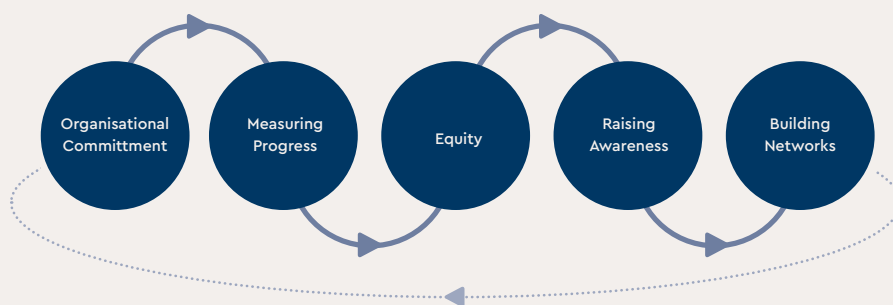 Organisational
Committment
Measuring
Progress
Equity
Raising
Awareness
Building
Networks